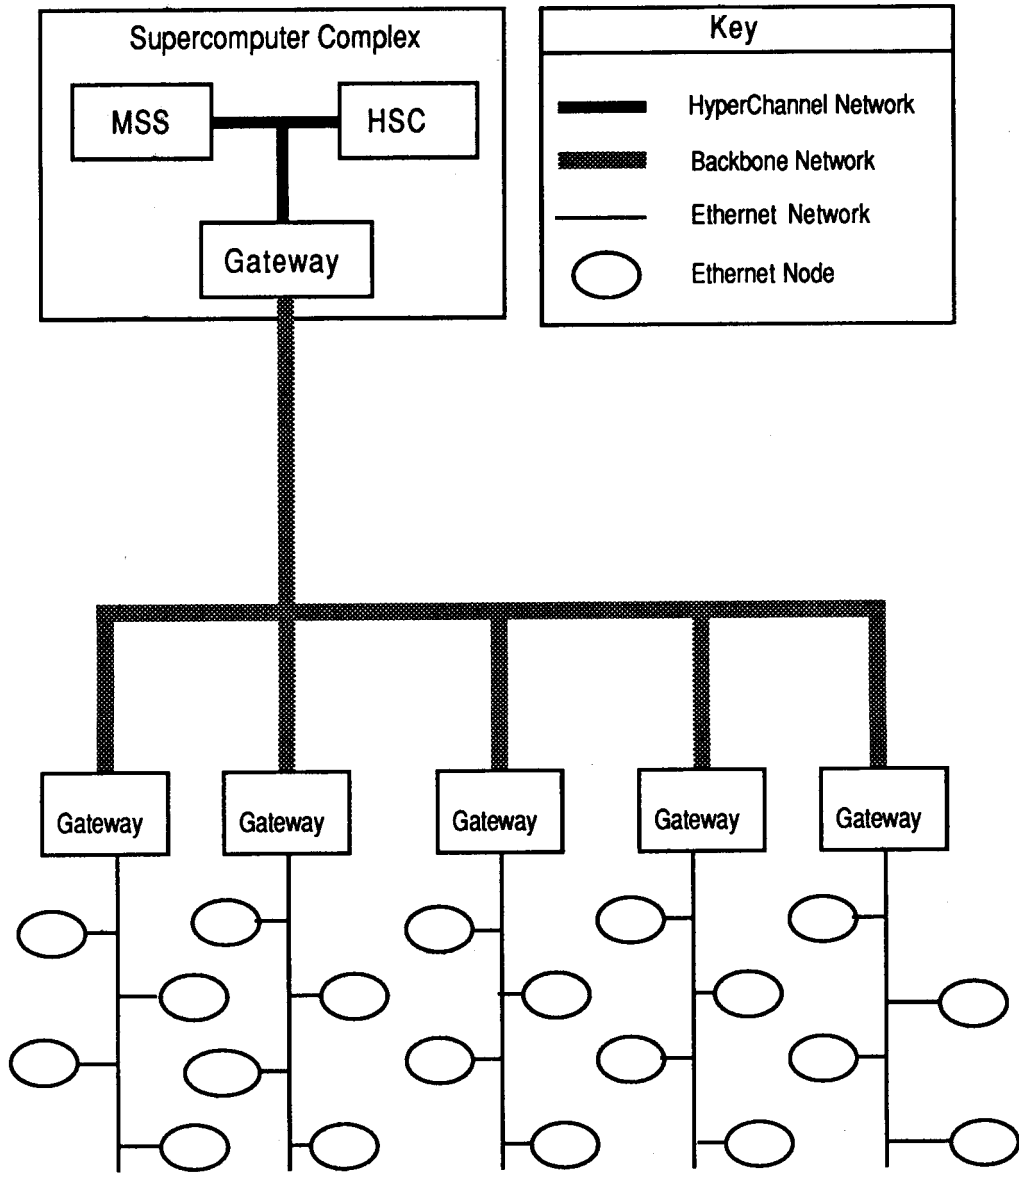 Supercomputer Complex
MSS
HSC
Gateway
Key
HyperChannel Network
Backbone Network
Ethernet Network
Ethernet Node
Gateway
Gateway
Gateway
Gateway
Gateway